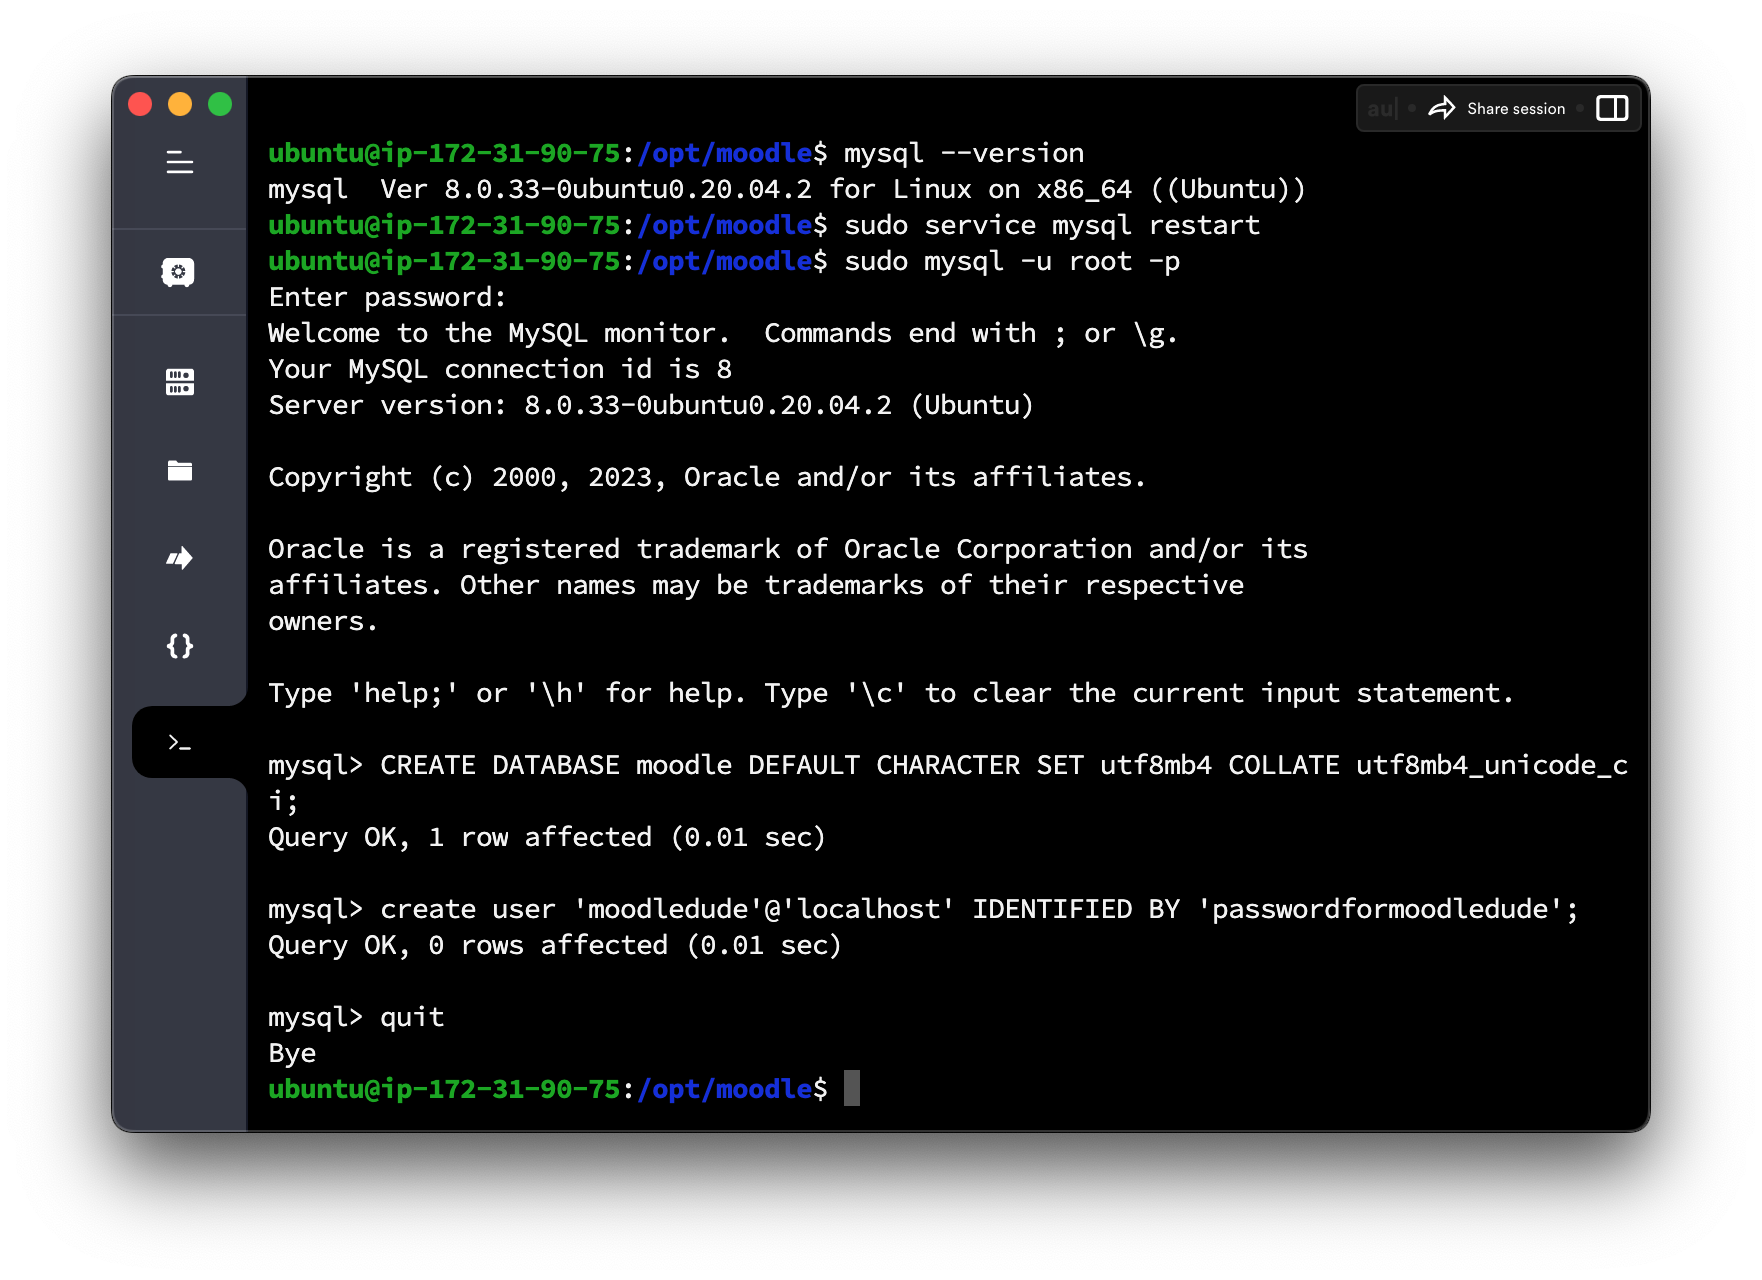 au|
Share session
ubuntu@ip-172-31-90-75:/opt/moodle$ mysql --version
mysql  Ver 8.0.33-0ubuntu0.20.04.2 for Linux on x86_64 ((Ubuntu))
ubuntu@ip-172-31-90-75:/opt/moodle$ sudo service mysql restart
ubuntu@ip-172-31-90-75:/opt/moodle$ sudo mysql -u root -p
Enter password:
Welcome to the MySQL monitor.  Commands end with ; or \g.
Your MySQL connection id is 8
Server version: 8.0.33-0ubuntu0.20.04.2 (Ubuntu)
Copyright (c) 2000, 2023, Oracle and/or its affiliates.
Oracle is a registered trademark of Oracle Corporation and/or its
affiliates. Other names may be trademarks of their respective
owners.
Type 'help;' or '\h' for help. Type '\c' to clear the current input statement.
mysql> CREATE DATABASE moodle DEFAULT CHARACTER SET utf8mb4 COLLATE utf8mb4_unicode_c
i;
Query OK, 1 row affected (0.01 sec)
mysql> create user 'moodledude'@'localhost' IDENTIFIED BY 'passwordformoodledude';
Query OK, 0 rows affected (0.01 sec)
mysql> quit
Bye
ubuntu@ip-172-31-90-75:/opt/moodle$